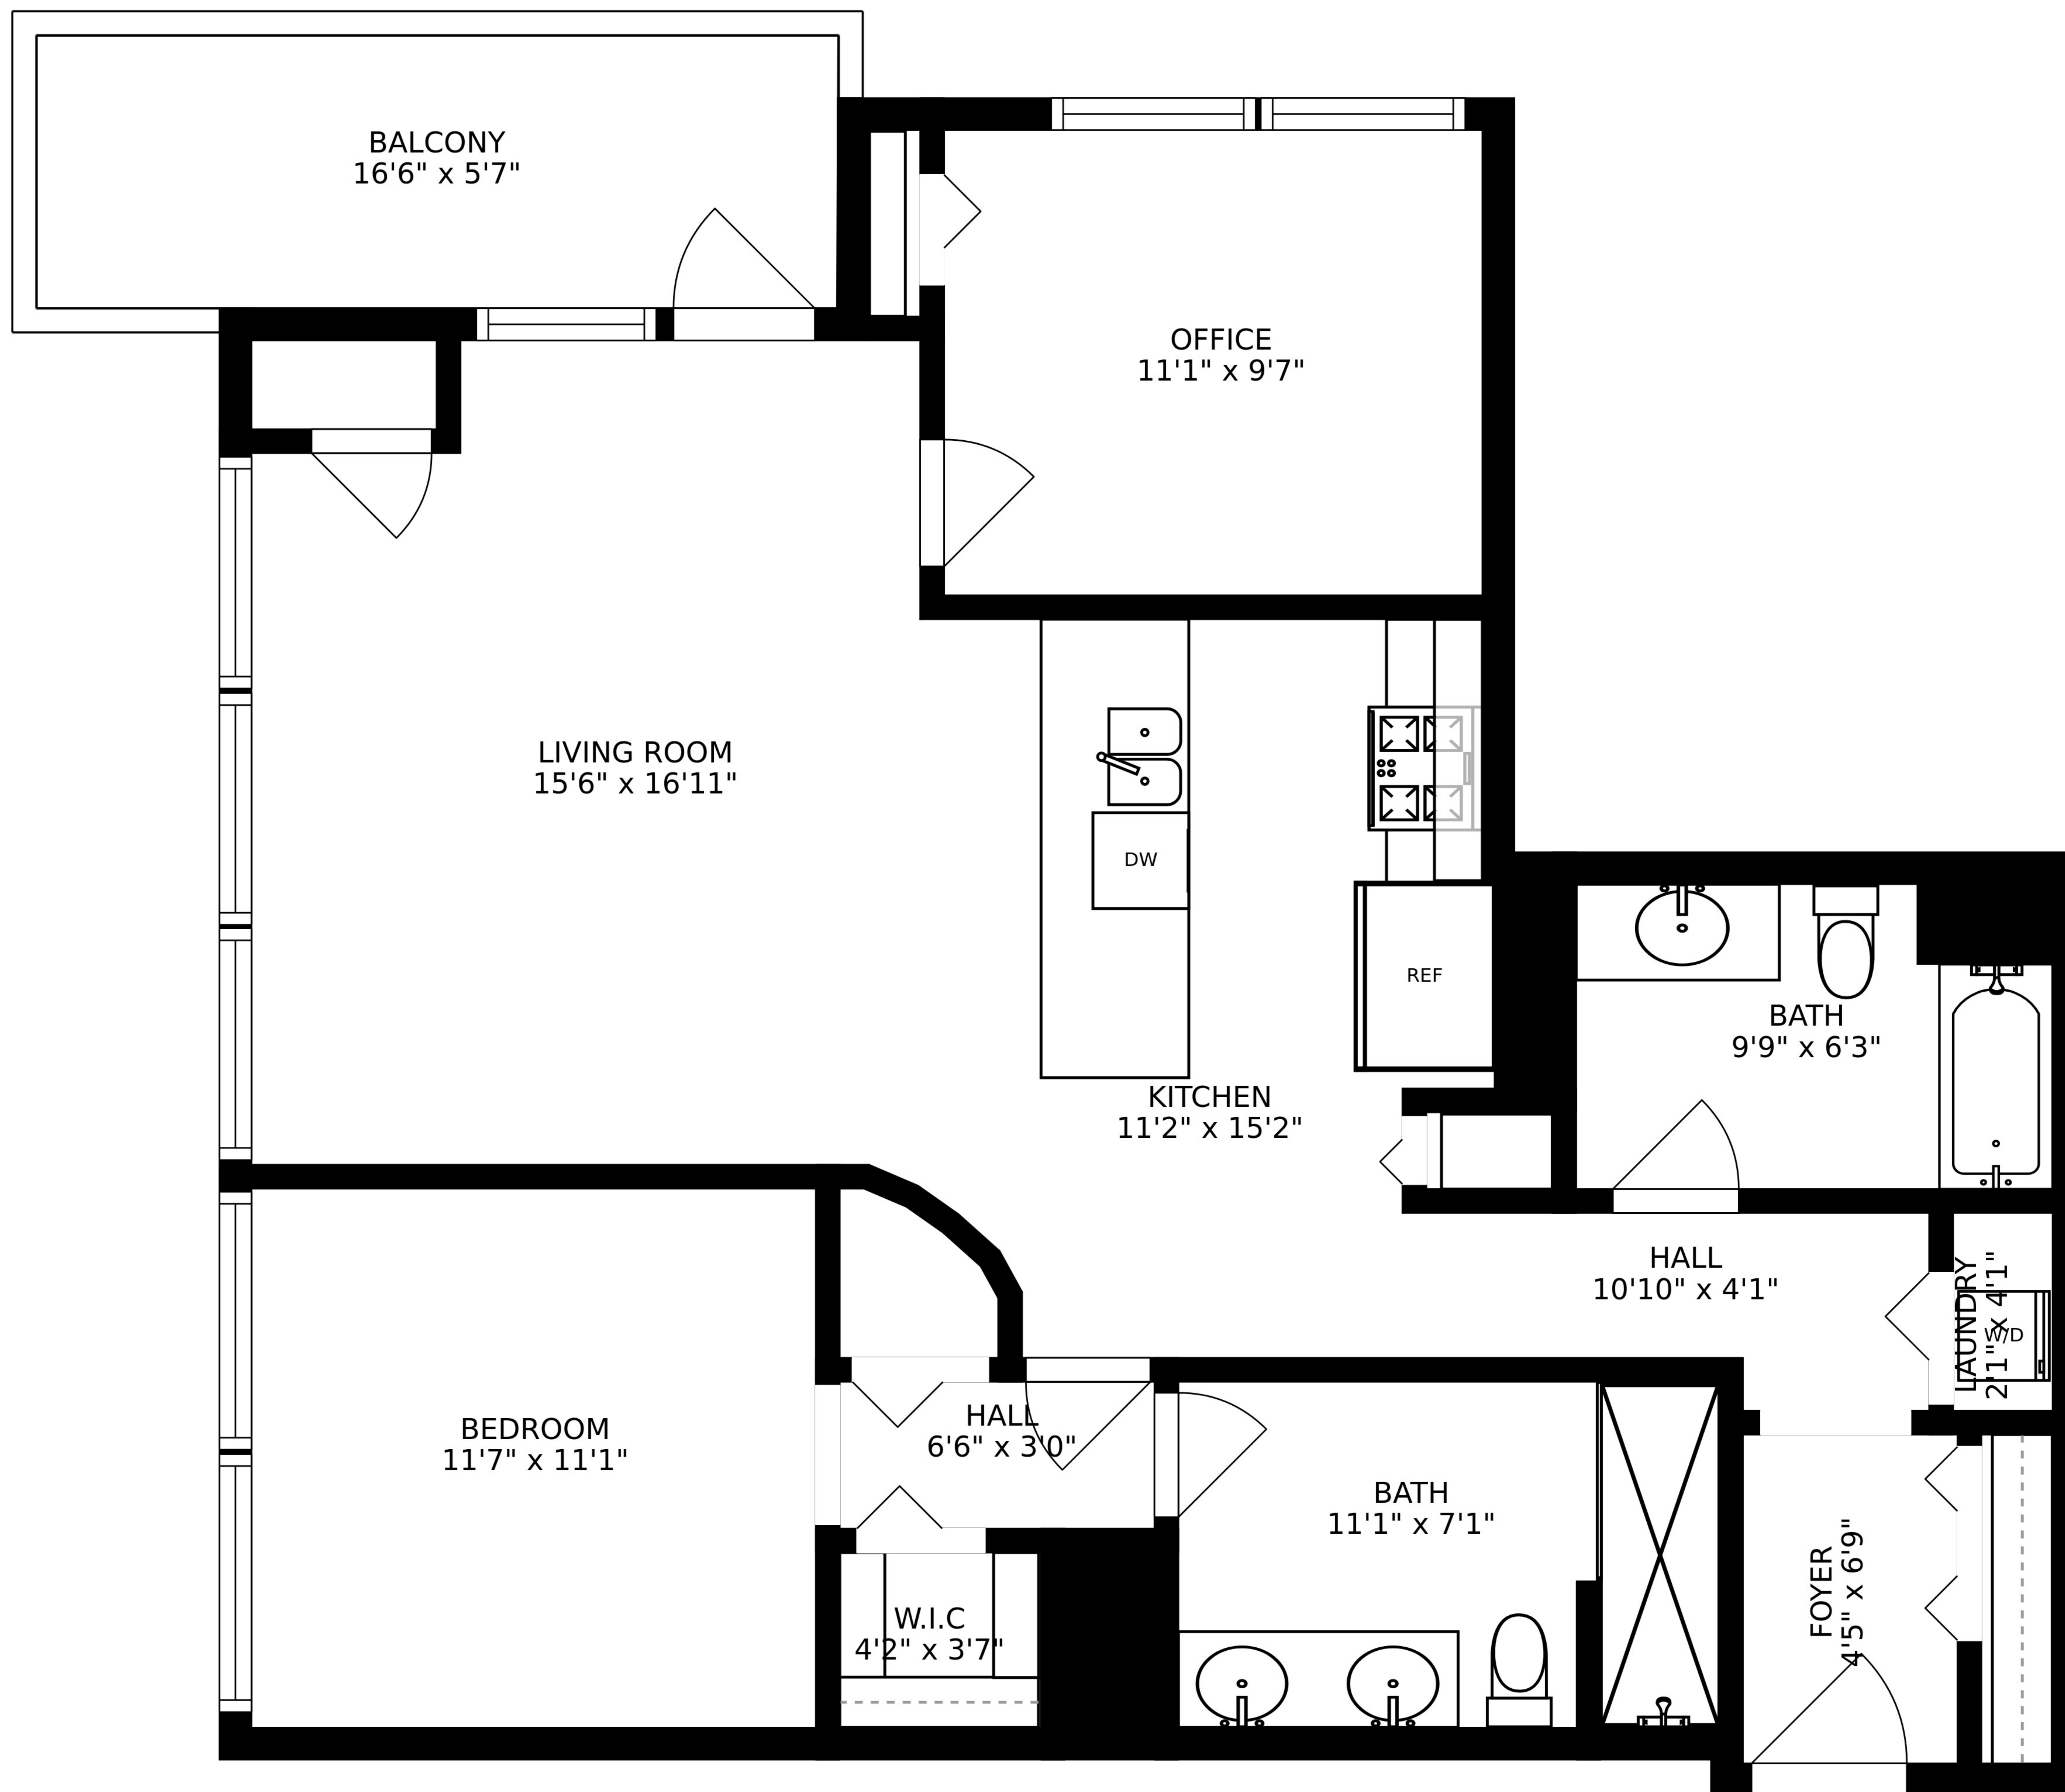 BALCONY
16'6" x 5'7"
OFFICE
11'1" x 9'7"
LIVING ROOM
15'6" x 16'11"
DW
REF
BATH
9'9" x 6'3"
KITCHEN
11'2" x 15'2"
HALL
10'10" x 4'1"
LAUNDRY
2'1" x 4'1"
W/D
BEDROOM
11'7" x 11'1"
HALL
6'6" x 3'0"
BATH
11'1" x 7'1"
FOYER
4'5" x 6'9"
W.I.C
4'2" x 3'7"